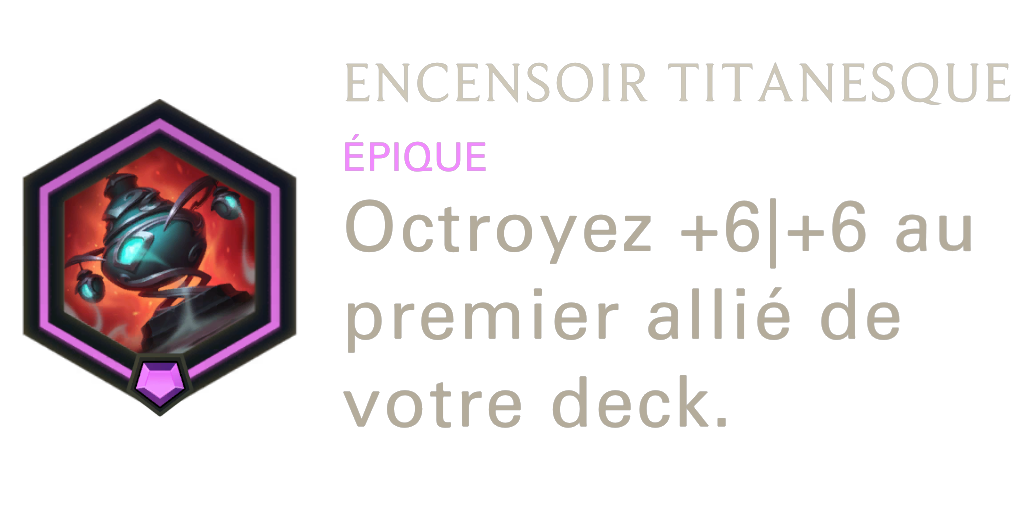 ENCENSOIR TITANESQUE
ÉPIQUE
Octroyez +6|+6 au
premier allié de
votre deck.